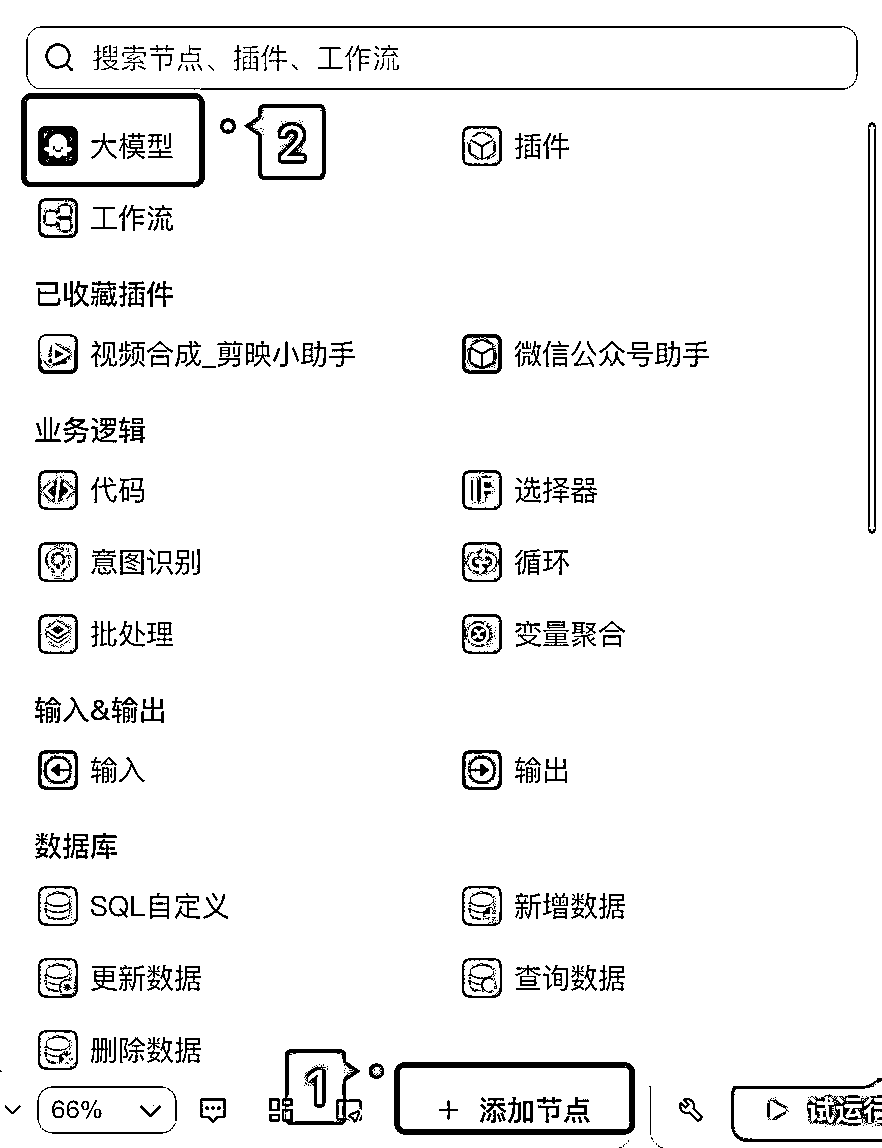 搜索节点、插件、工作流
大模型 2 插件
工作流
已收藏插件
视频合成_剪映小助手 微信公众号助手
业务逻辑
代码 选择器
意图识别 循环
批处理 变量聚合
输入&输出
输入 输出
数据库
SQL自定义 新增数据
更新数据 查询数据
删除数据
66% 1 + 添加节点 试运行